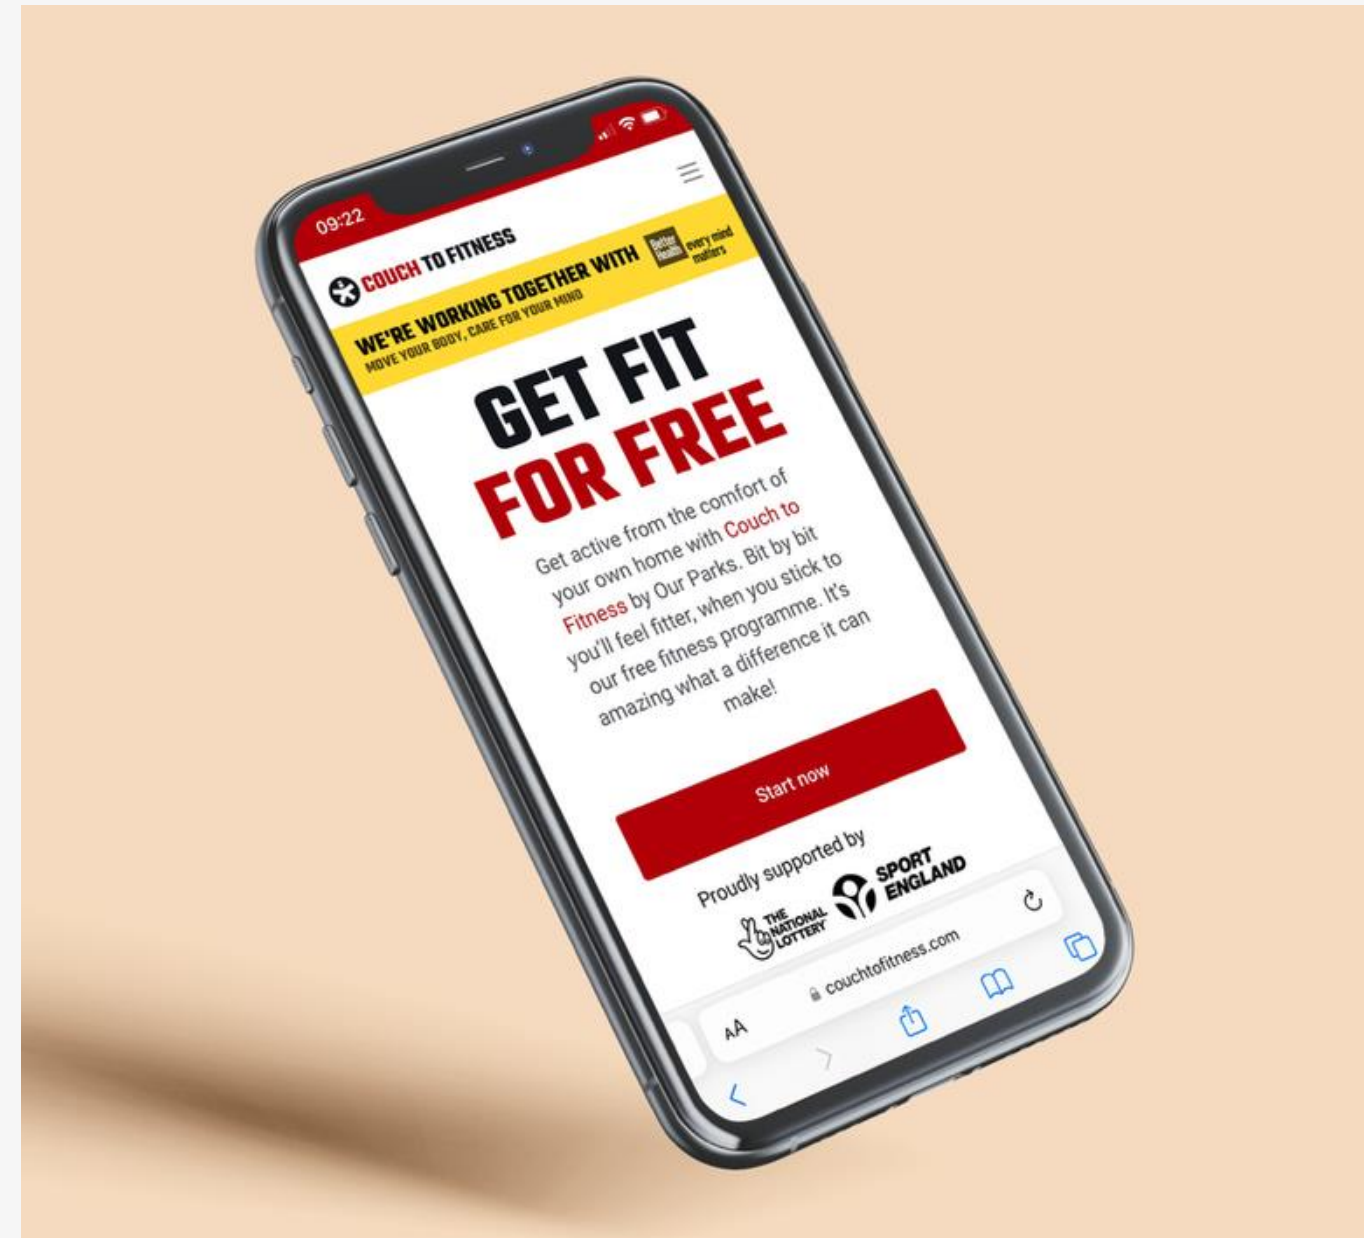 09:22
COUCH TO FITNESS
WE'RE WORKING TOGETHER WITH
MOVE YOUR BODY, CARE FOR YOUR MIND
Better
Health
every mind
matters
GET FIT
FOR FREE
Get active from the comfort of
your own home with Couch to
Fitness by Our Parks. Bit by bit
you'll feel fitter, when you stick to
our free fitness programme. It's
amazing what a difference it can
make!
Start now
Proudly supported by
THE
NATIONAL
LOTTERY
SPORT
ENGLAND
AA
couchtofitness.com